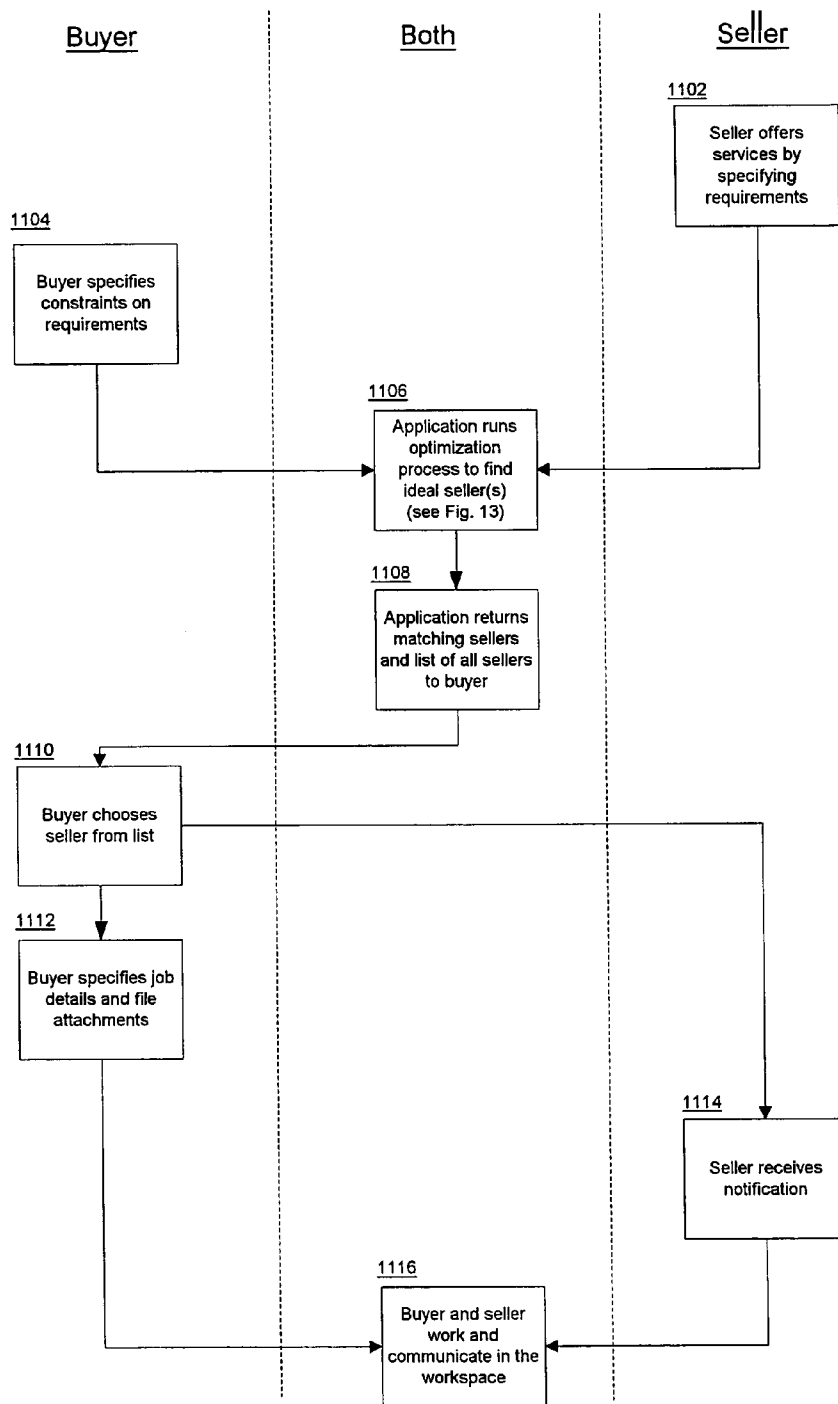 Buyer
Both
Seller
1102
Seller offers
services by
specifying
requirements
1104
Buyer specifies
constraints on
requirements
1106
Application runs
optimization
process to find
ideal seller(s)
(see Fig. 13)
1108
Application returns
matching sellers
and list of all sellers
to buyer
1110
Buyer chooses
seller from list
1112
Buyer specifies job
details and file
attachments
1114
Seller receives
notification
1116
Buyer and seller
work and
communicate in the
workspace